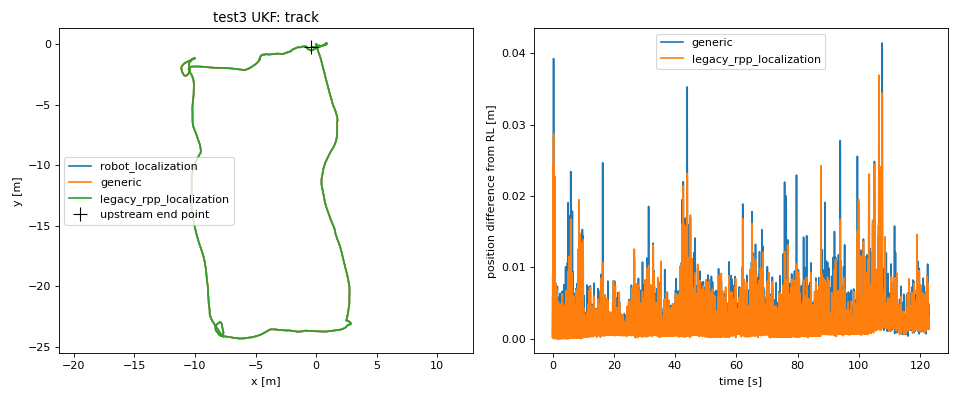 test3 UKF: track
0
−5
−10
−15
−20
−25
y [m]
robot_localization
generic
legacy_rpp_localization
upstream end point
−20
−15
−10
−5
0
5
10
x [m]
generic
legacy_rpp_localization
0.04
0.03
0.02
0.01
0.00
position difference from RL [m]
0
20
40
60
80
100
120
time [s]